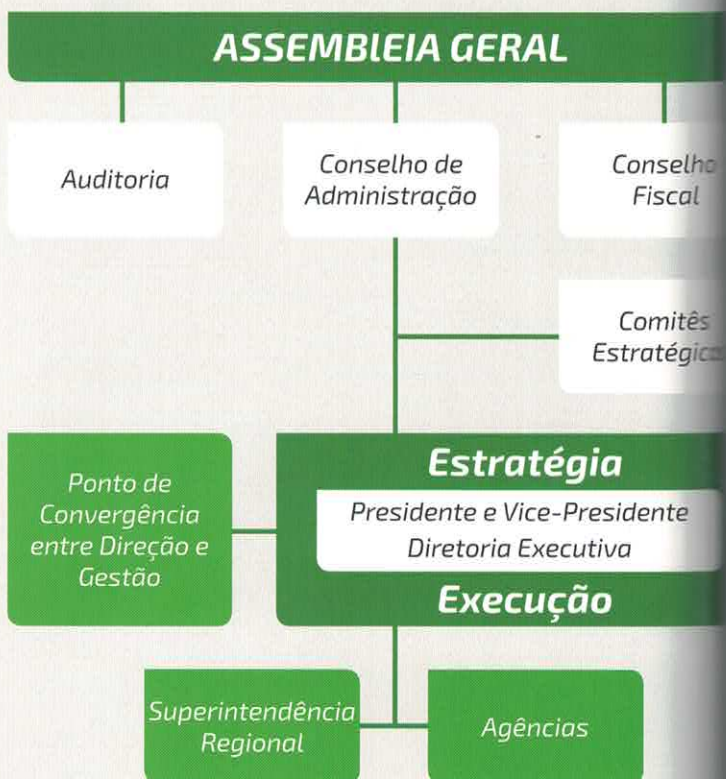 ASSEMBLEIA GERAL
Auditoria
Conselho de
Administração
Conselho
Fiscal
Comitês
Estratégicos
Ponto de
Convergência
entre Direção e
Gestão
Estratégia
Presidente e Vice-Presidente
Diretoria Executiva
Execução
Superintendência
Regional
Agências